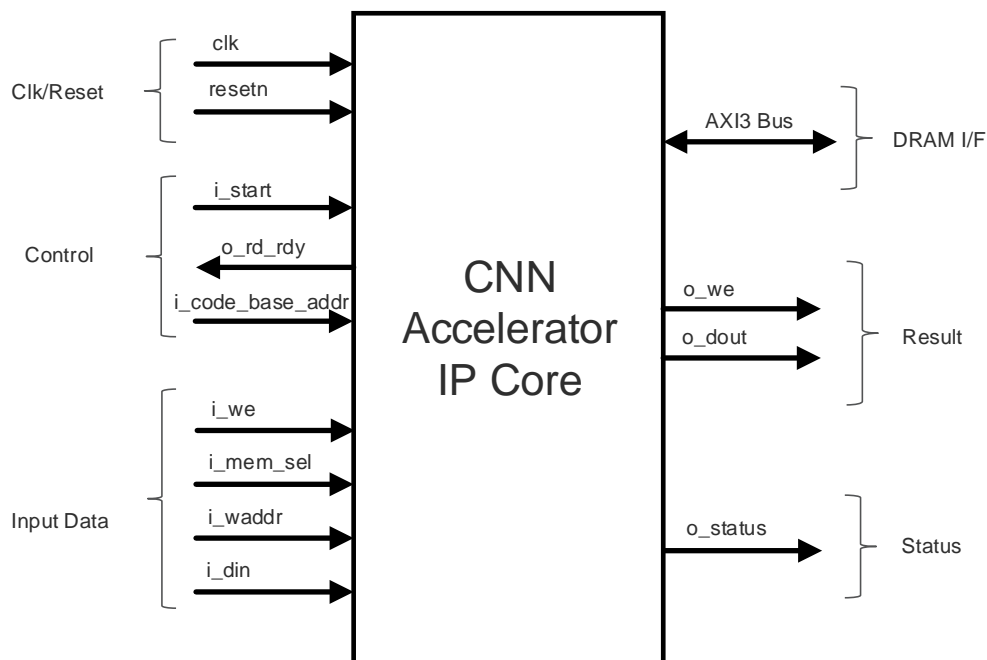 Clk/Reset
clk
resetn
Control
i_start
o_rd_rdy
i_code_base_addr
Input Data
i_we
i_mem_sel
i_waddr
i_din
CNN
Accelerator
IP Core
AXI3 Bus
DRAM I/F
o_we
o_dout
Result
o_status
Status